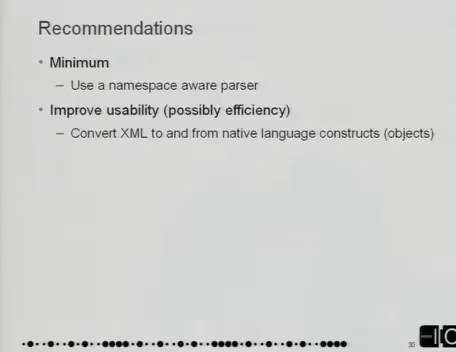 Recommendations
• Minimum
– Use a namespace aware parser
• Improve usability (possibly efficiency)
– Convert XML to and from native language constructs (objects)